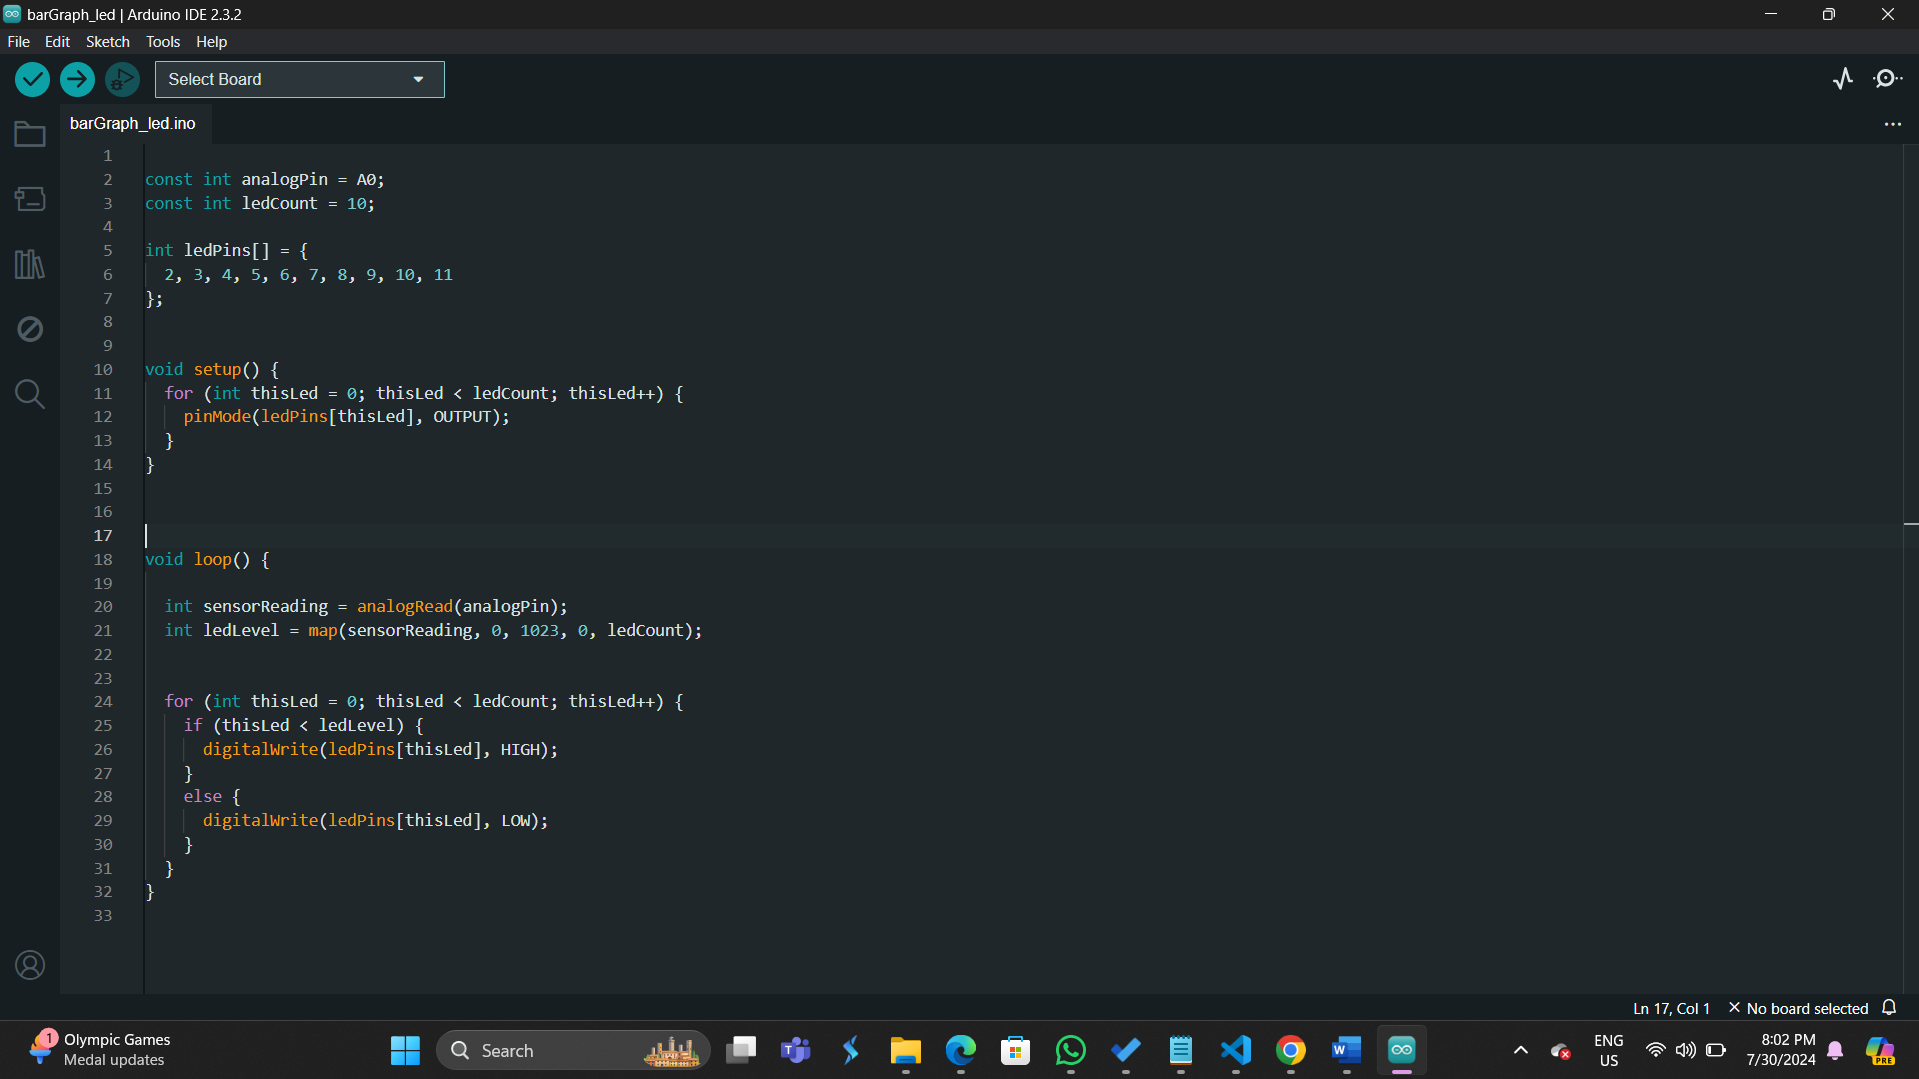 barGraph_led | Arduino IDE 2.3.2
File Edit Sketch Tools Help
Select Board
barGraph_led.ino
1
2 const int analogPin = A0;
3 const int ledCount = 10;
4
5 int ledPins[] = {
6 2, 3, 4, 5, 6, 7, 8, 9, 10, 11
7 };
8
9
10 void setup() {
11 for (int thisLed = 0; thisLed < ledCount; thisLed++) {
12 pinMode(ledPins[thisLed], OUTPUT);
13 }
14 }
15
16
17
18 void loop() {
19
20 int sensorReading = analogRead(analogPin);
21 int ledLevel = map(sensorReading, 0, 1023, 0, ledCount);
22
23
24 for (int thisLed = 0; thisLed < ledCount; thisLed++) {
25 if (thisLed < ledLevel) {
26 digitalWrite(ledPins[thisLed], HIGH);
27 }
28 else {
29 digitalWrite(ledPins[thisLed], LOW);
30 }
31 }
32 }
33
Ln 17, Col 1 No board selected
1
Olympic Games
Medal updates
Search
ENG
US
8:02 PM
7/30/2024
PRE